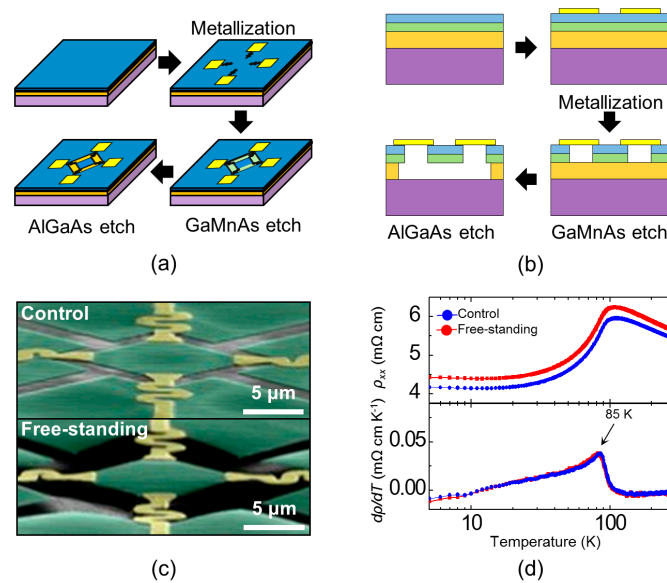 (a)
Metallization
AlGaAs etch
GaMnAs etch
(a)
(b)
Metallization
AlGaAs etch
GaMnAs etch
(b)
Control
5 μm
Free-standing
5 μm
(c)
Control
Free-standing
ρxx (mΩ cm)
6
5
4
85 K
dρ/dT (mΩ cm K⁻¹)
0.05
0.00
10
100
Temperature (K)
(d)